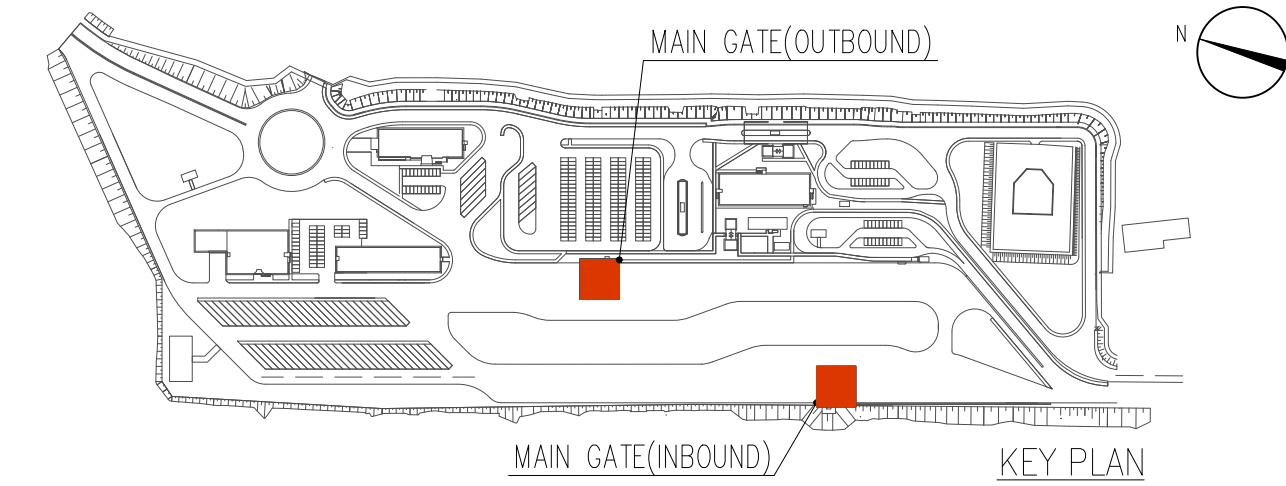 N
MAIN GATE(OUTBOUND)
MAIN GATE(INBOUND)
KEY PLAN